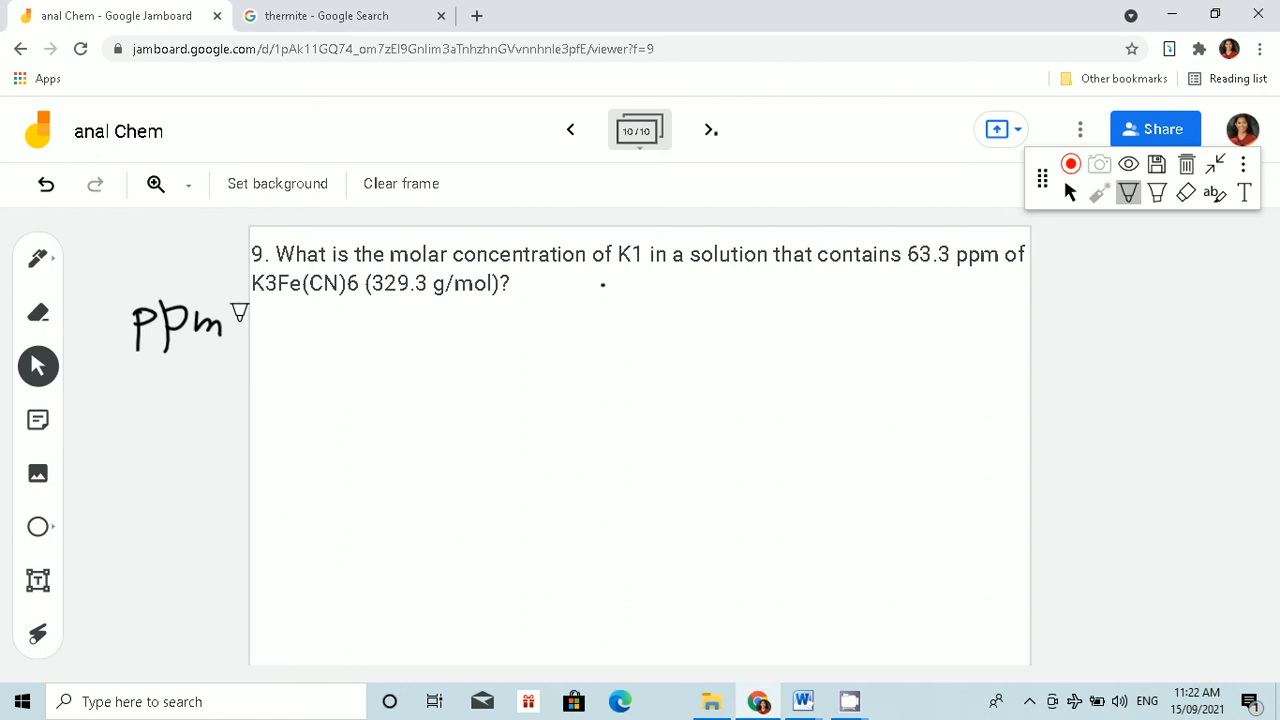 anal Chem - Google Jamboard
thermite - Google Search
jamboard.google.com/d/1pAk11GQ74_om7zEI9Gnlim3aTnhzhnGVvrnhnle3pfE/viewer?f=9
Apps
Other bookmarks
Reading list
anal Chem
10 / 10
Share
Set background
Clear frame
9. What is the molar concentration of K1 in a solution that contains 63.3 ppm of
K3Fe(CN)6 (329.3 g/mol)?
ppm
Type here to search
ENG
11:22 AM
15/09/2021